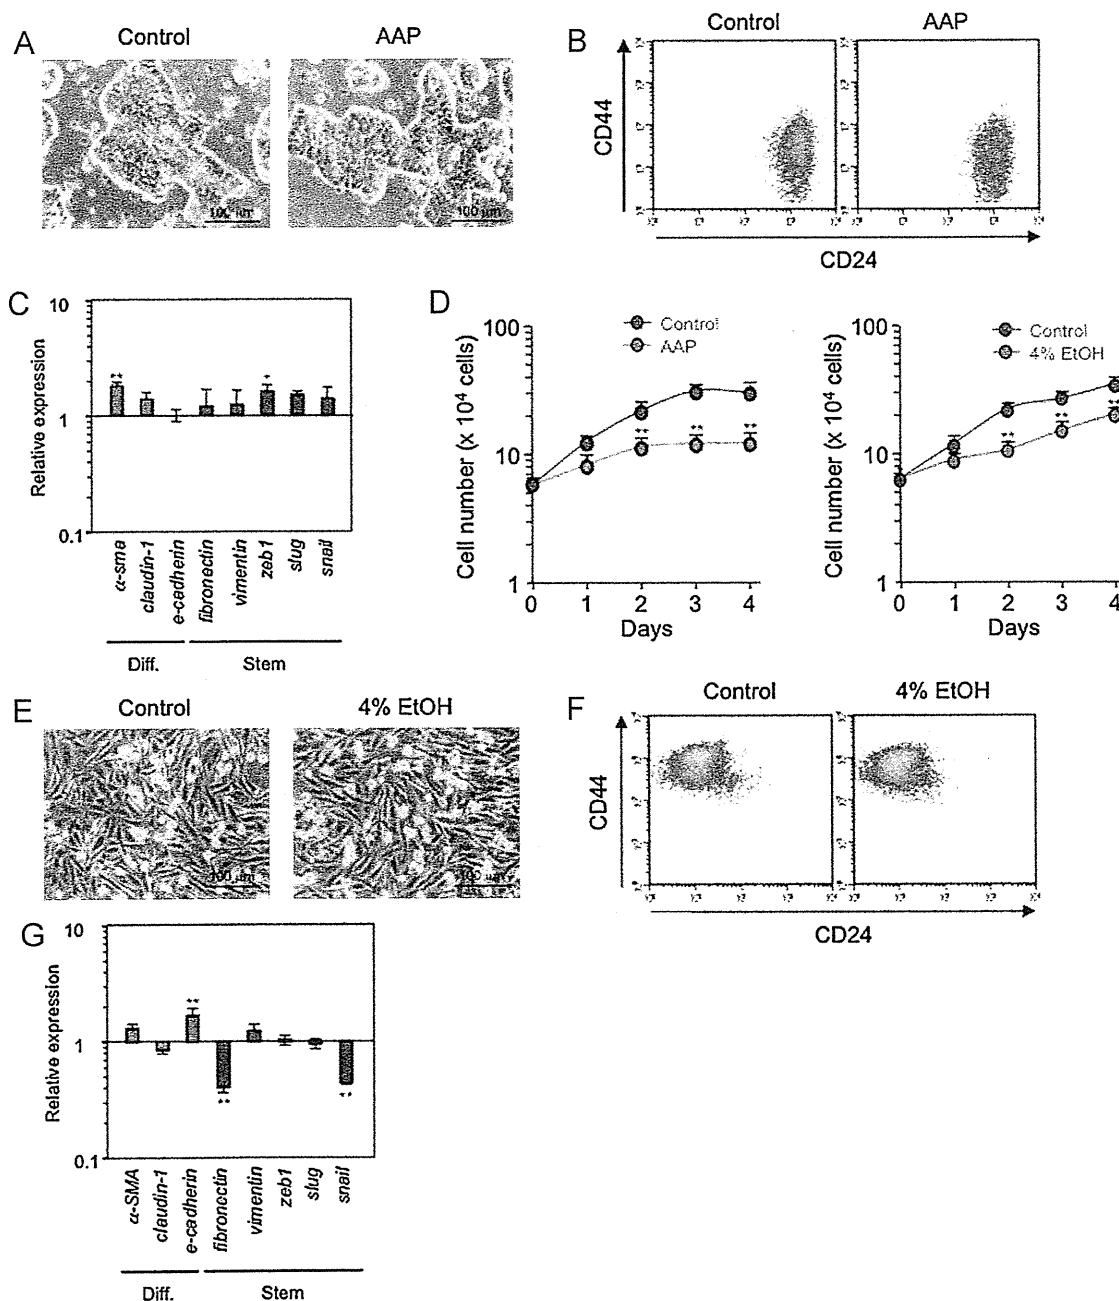 A
Control
AAP
100 µm
100 µm
B
Control
AAP
CD44
CD24
C
10
1
0.1
Relative expression
**
*
α-sma
claudin-1
e-cadherin
fibronectin
vimentin
zeb1
slug
snail
Diff.
Stem
D
100
10
1
Cell number (x 10⁴ cells)
Control
AAP
**
**
**
0 1 2 3 4
Days
100
10
1
Cell number (x 10⁴ cells)
Control
4% EtOH
**
**
**
0 1 2 3 4
Days
E
Control
4% EtOH
100 µm
100 µm
F
Control
4% EtOH
CD44
CD24
G
10
1
0.1
Relative expression
**
**
**
α-SMA
claudin-1
e-cadherin
fibronectin
vimentin
zeb1
slug
snail
Diff.
Stem